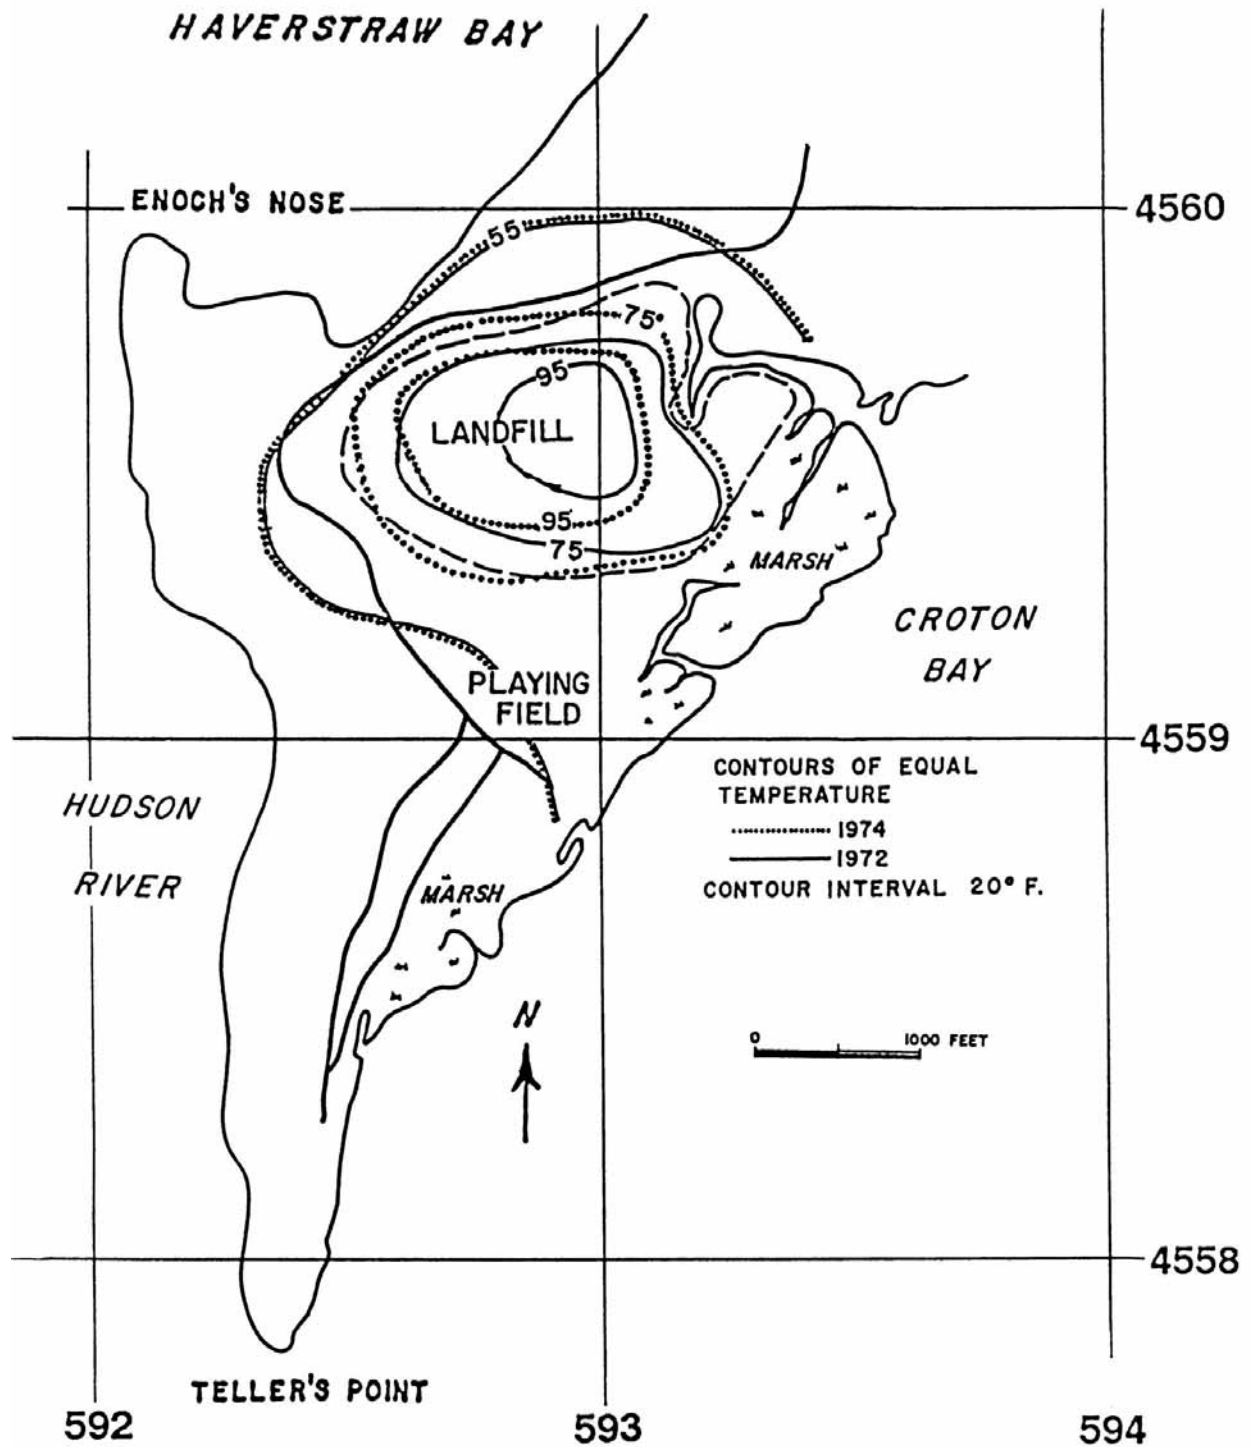 HAVERSTRAW BAY
ENOCH'S NOSE
4560
55
75°
95
LANDFILL
95
75
MARSH
CROTON
BAY
PLAYING
FIELD
4559
CONTOURS OF EQUAL
TEMPERATURE
1974
1972
CONTOUR INTERVAL 20° F.
HUDSON
RIVER
MARSH
N
0 1000 FEET
4558
TELLER'S POINT
592 593 594